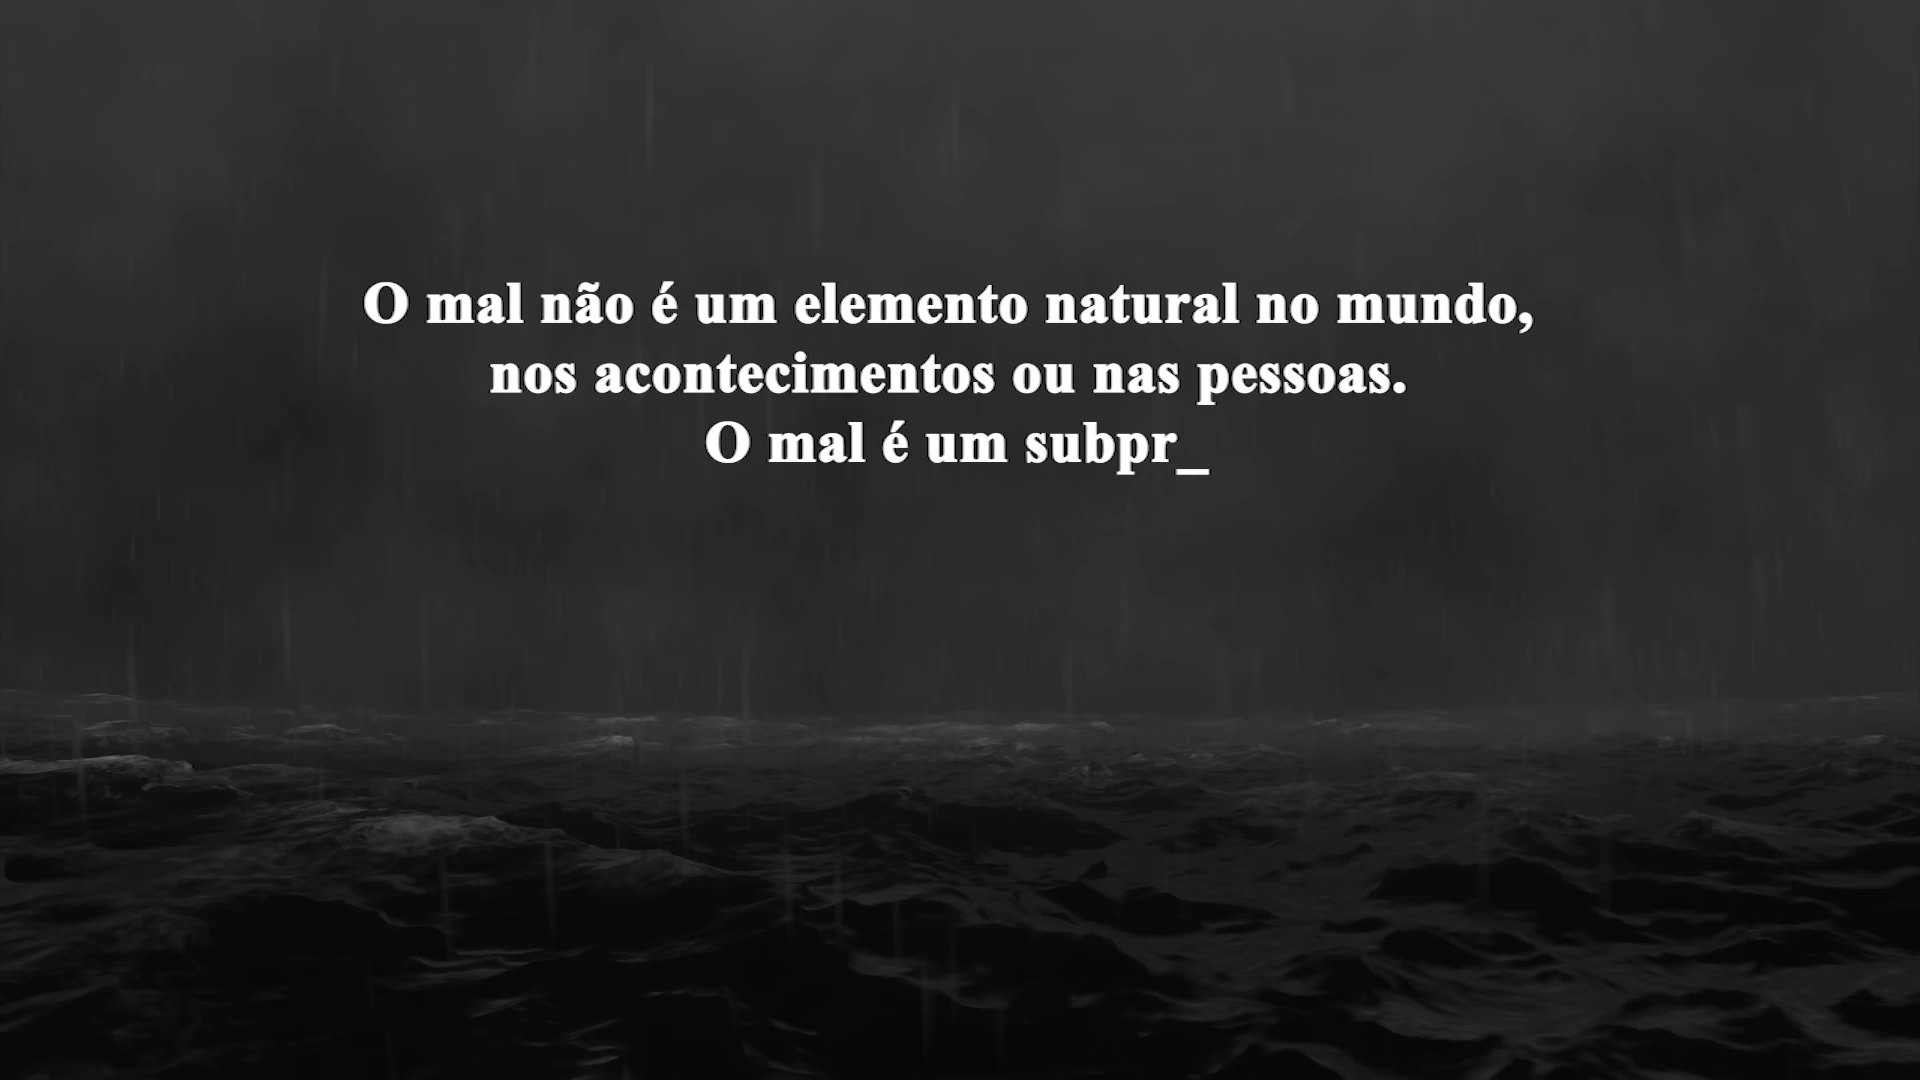 O mal não é um elemento natural no mundo,
nos acontecimentos ou nas pessoas.
O mal é um subpr_